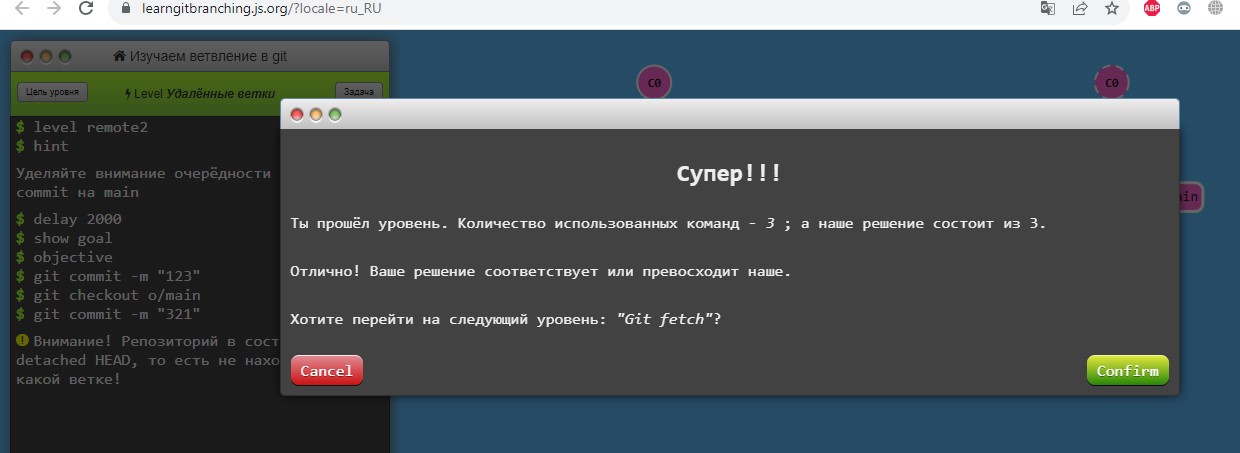 learngitbranching.js.org/?locale=ru_RU
ABP
Изучаем ветвление в git
Цель уровня
Level Удалённые ветки
Задача
C0
C0
$ level remote2
$ hint
Уделяйте внимание очерёдности
commit на main
$ delay 2000
$ show goal
$ objective
$ git commit -m "123"
$ git checkout o/main
$ git commit -m "321"
Внимание! Репозиторий в
detached HEAD, то есть не
какой ветке!
Супер!!!
Ты прошёл уровень. Количество использованных команд - 3 ; а наше решение состоит из 3.
Отлично! Ваше решение соответствует или превосходит наше.
Хотите перейти на следующий уровень: "Git fetch"?
Cancel
Confirm